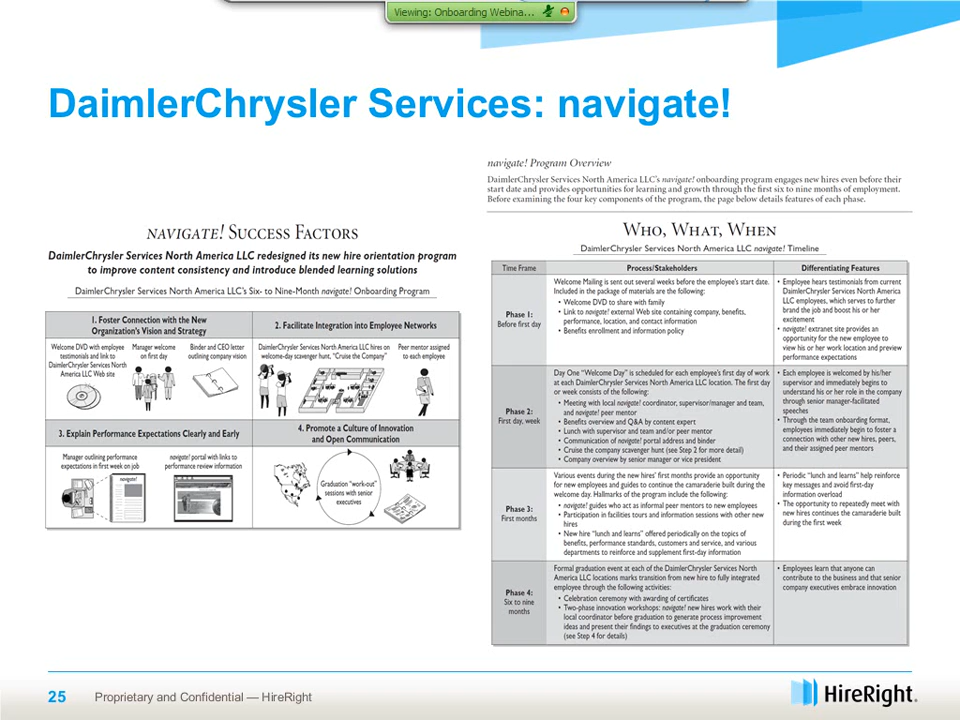 Viewing: Onboarding Webina...
DaimlerChrysler Services: navigate!
navigate! Success Factors
DaimlerChrysler Services North America LLC redesigned its new hire orientation program
to improve content consistency and introduce blended learning solutions
DaimlerChrysler Services North America LLC's Six- to Nine-Month navigate! Onboarding Program
1. Foster Connection with the New
Organization's Vision and Strategy
2. Facilitate Integration into Employee Networks
Welcome DVD with employee
testimonials and link to
DaimlerChrysler Services North
America LLC Web site
Manager welcome
on first day
Binder and CEO letter
outlining company vision
DaimlerChrysler Services North America LLC hires on
welcome-day scavenger hunt, "Cruise the Company"
Peer mentor assigned
to each employee
3. Explain Performance Expectations Clearly and Early
4. Promote a Culture of Innovation
and Open Communication
Manager outlining performance
expectations in first week on job
navigate! portal with links to
performance review information
navigate!
Graduation "work-out"
sessions with senior
executives
navigate! Program Overview
DaimlerChrysler Services North America LLC's navigate! onboarding program engages new hires even before their
start date and provides opportunities for learning and growth through the first six to nine months of employment.
Before examining the four key components of the program, the page below details features of each phase.
Who, What, When
DaimlerChrysler Services North America LLC navigate! Timeline
Time Frame
Process/Stakeholders
Differentiating Features
Phase 1:
Before first day
Welcome Mailing is sent out several weeks before the employee's start date.
Included in the package of materials are the following:
• Welcome DVD to share with family
• Link to navigate! external Web site containing company, benefits,
performance, location, and contact information
• Benefits enrollment and information policy
• Employee hears testimonials from current
DaimlerChrysler Services North America
LLC employees, which serves to further
brand the job and boost his or her
excitement
• navigate! extranet site provides an
opportunity for the new employee to
view his or her work location and preview
performance expectations
Phase 2:
First day, week
Day One "Welcome Day" is scheduled for each employee's first day of work
at each DaimlerChrysler Services North America LLC location. The first day
or week consists of the following:
• Meeting with local navigate! coordinator, supervisor/manager and team,
and navigate! peer mentor
• Benefits overview and Q&A by content expert
• Lunch with supervisor and team and/or peer mentor
• Communication of navigate! portal address and binder
• Cruise the company scavenger hunt (see Step 2 for more detail)
• Company overview by senior manager or vice president
• Each employee is welcomed by his/her
supervisor and immediately begins to
understand his or her role in the company
through senior manager-facilitated
speeches
• Through the team onboarding format,
employees immediately begin to foster a
connection with other new hires, peers,
and their assigned peer mentors
Phase 3:
First months
Various events during the new hires' first months provide an opportunity
for new employees and guides to continue the camaraderie built during the
welcome day. Hallmarks of the program include the following:
• navigate! guides who act as informal peer mentors to new employees
• Participation in facilities tours and information sessions with other new
hires
• New hire "lunch and learns" offered periodically on the topics of
benefits, performance standards, customers and service, and various
departments to reinforce and supplement first-day information
• Periodic "lunch and learns" help reinforce
key messages and avoid first-day
information overload
• The opportunity to repeatedly meet with
new hires continues the camaraderie built
during the first week
Phase 4:
Six to nine
months
Formal graduation event at each of the DaimlerChrysler Services North
America LLC locations marks transition from new hire to fully integrated
employee through the following activities:
• Celebration ceremony with awarding of certificates
• Two-phase innovation workshops: navigate! new hires work with their
local coordinator before graduation to generate process improvement
ideas and present their findings to executives at the graduation ceremony
(see Step 4 for details)
• Employees learn that anyone can
contribute to the business and that senior
company executives embrace innovation
25
Proprietary and Confidential — HireRight
HireRight.